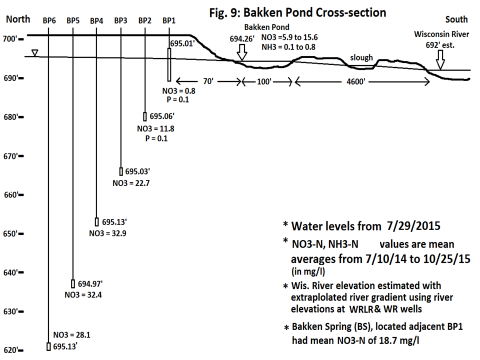 Fig. 9: Bakken Pond Cross-section
North
South
BP6 BP5 BP4 BP3 BP2 BP1
700'-
690'-
680'-
670'-
660'-
650'-
640'-
630'-
620'-
695.01'
NO3 = 0.8
P = 0.1
695.06'
NO3 = 11.8
P = 0.1
695.03'
NO3 = 22.7
695.13'
NO3 = 32.9
694.97'
NO3 = 32.4
NO3 = 28.1
695.13'
Bakken Pond
694.26'
NO3 =5.9 to 15.6
NH3 = 0.1 to 0.8
slough
Wisconsin River
692' est.
70'
100'
4600'
* Water levels from 7/29/2015
* NO3-N, NH3-N values are mean
averages from 7/10/14 to 10/25/15
(in mg/l)
* Wis. River elevation estimated with
extraplolated river gradient using river
elevations at WRLR& WR wells
* Bakken Spring (BS), located adjacent BP1
had mean NO3-N of 18.7 mg/l